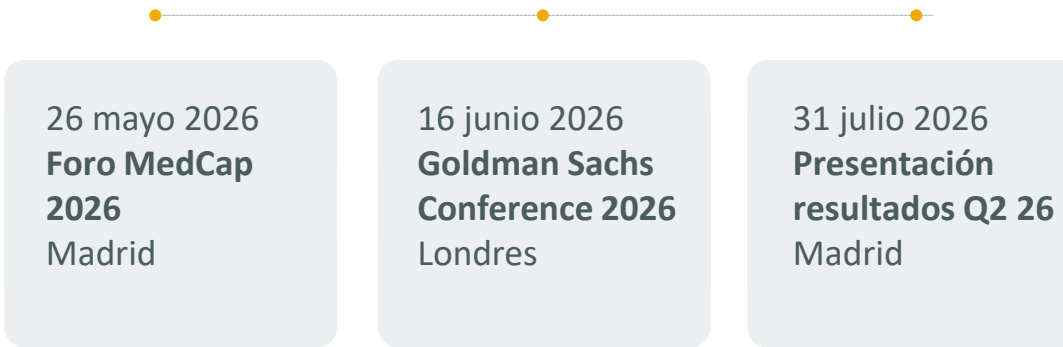 26 mayo 2026
Foro MedCap
2026
Madrid
16 junio 2026
Goldman Sachs
Conference 2026
Londres
31 julio 2026
Presentación
resultados Q2 26
Madrid